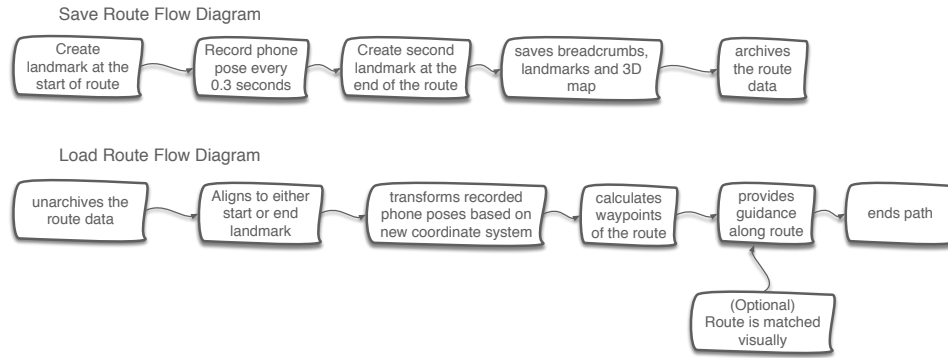 Save Route Flow Diagram
Create
landmark at the
start of route
Record phone
pose every
0.3 seconds
Create second
landmark at the
end of the route
saves breadcrumbs,
landmarks and 3D
map
archives
the route
data
Load Route Flow Diagram
unarchives the
route data
Aligns to either
start or end
landmark
transforms recorded
phone poses based on
new coordinate system
calculates
waypoints
of the route
provides
guidance
along route
ends path
(Optional)
Route is matched
visually